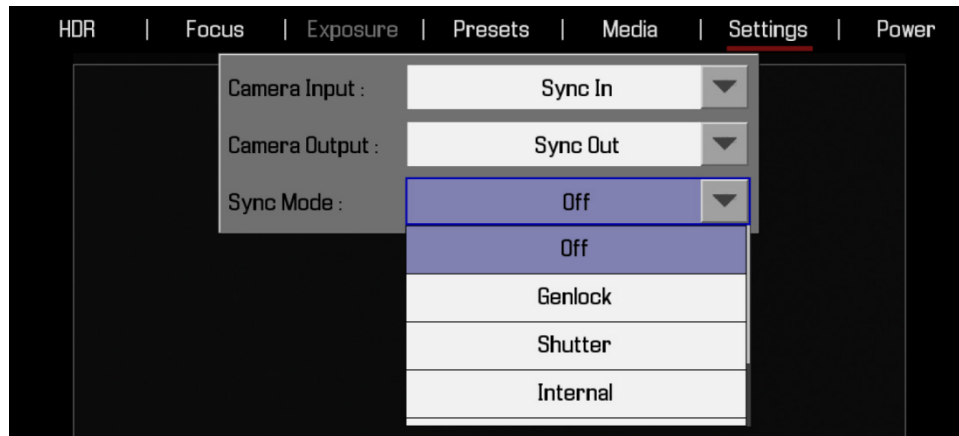 HDR | Focus | Exposure | Presets | Media | Settings | Power
Camera Input : Sync In
Camera Output : Sync Out
Sync Mode : Off
Off
Genlock
Shutter
Internal